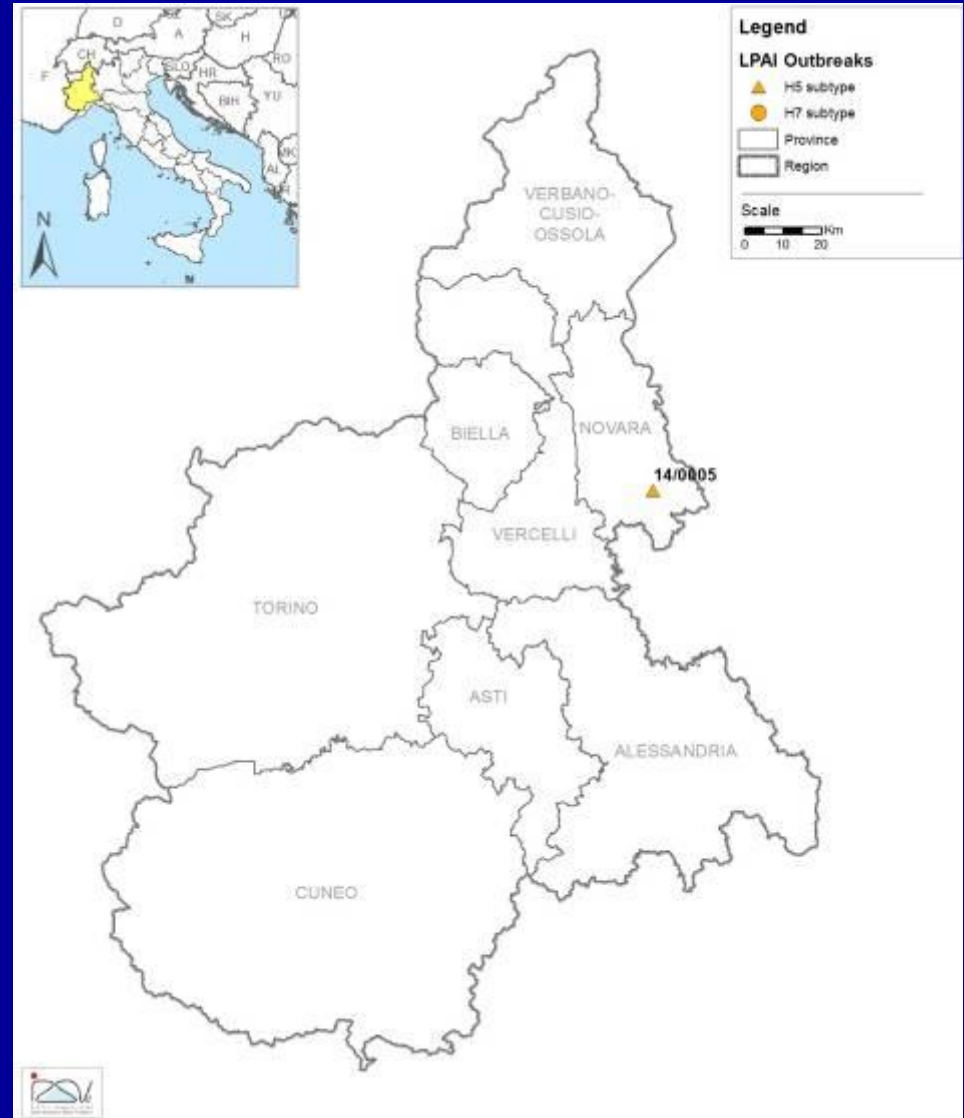 D
SK
A
H
CH
RO
SLO
HR
F
BIH
YU
MK
AL
N
Legend
LPAI Outbreaks
H5 subtype
H7 subtype
Province
Region
Scale
Km
0 10 20
VERBANO-
CUSIO-
OSSOLA
BIELLA
NOVARA
14/0005
VERCELLI
TORINO
ASTI
ALESSANDRIA
CUNEO